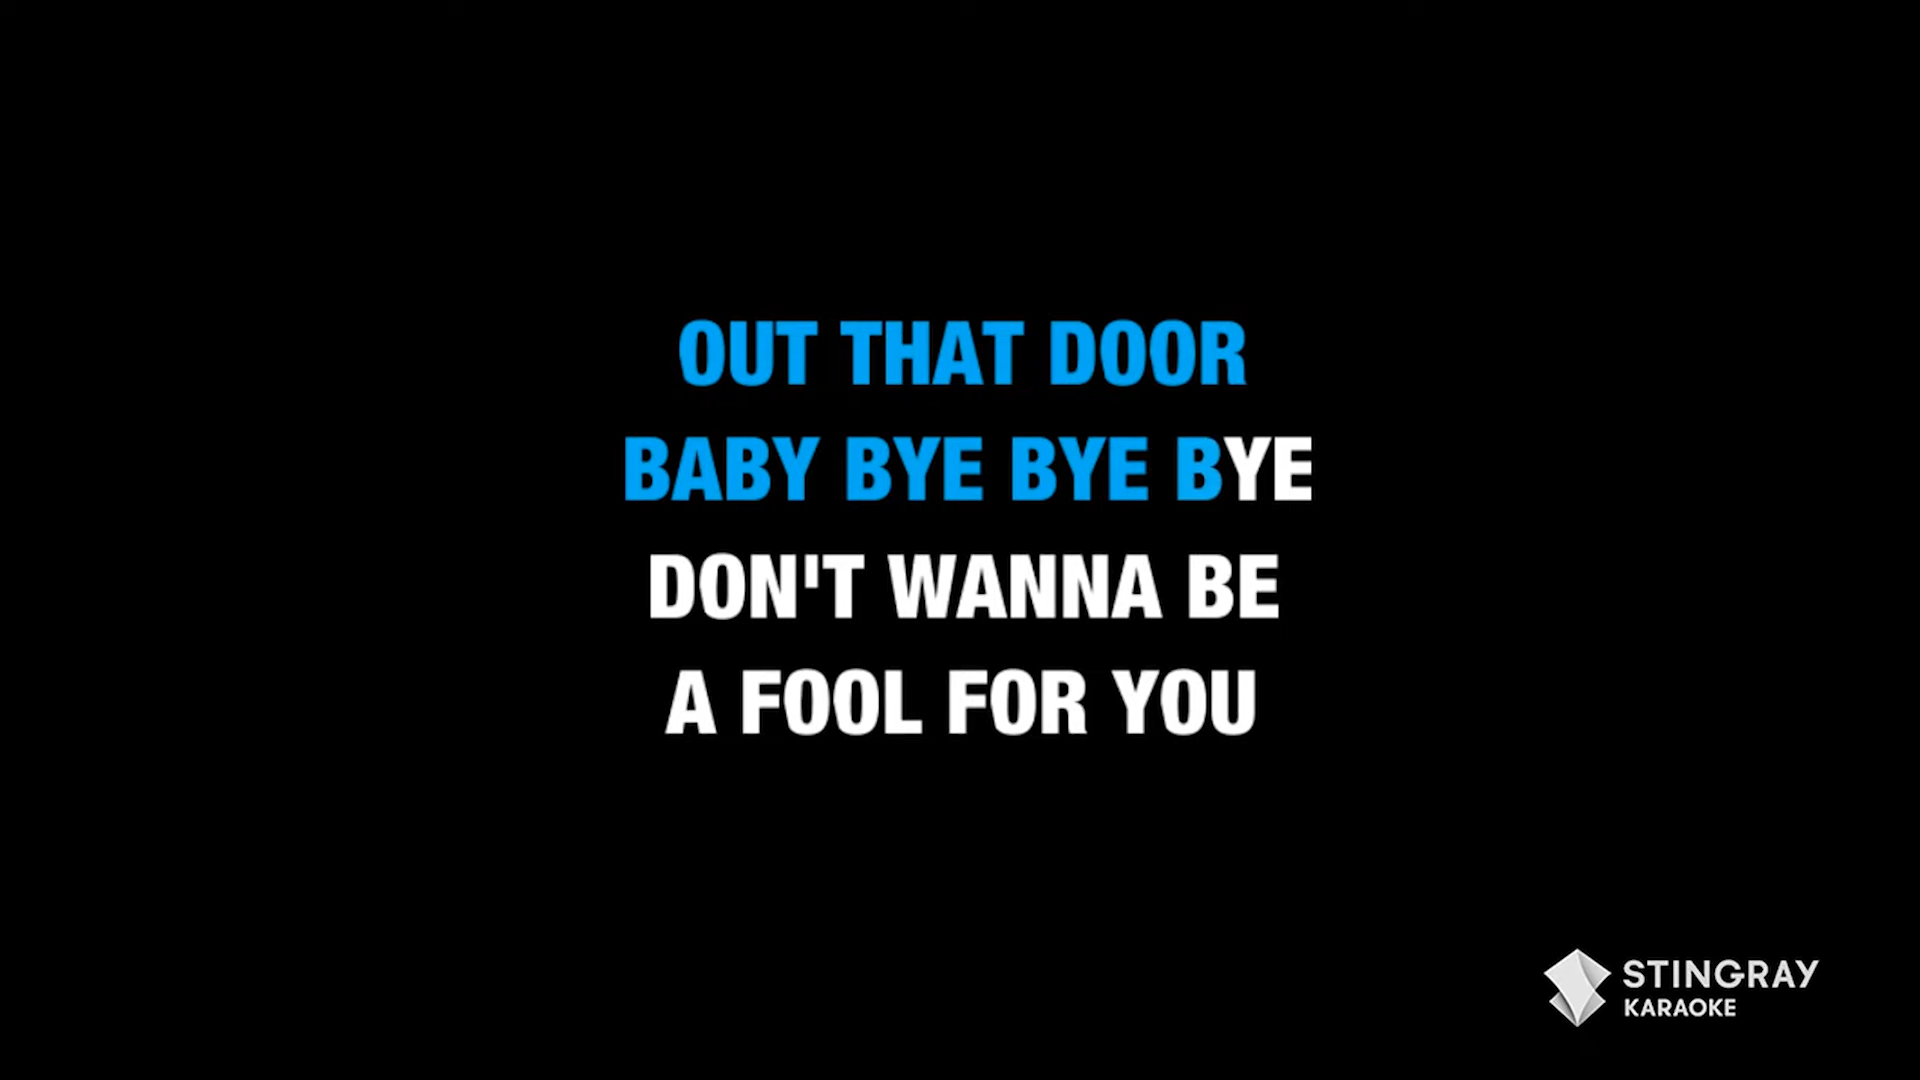 OUT THAT DOOR
BABY BYE BYE BYE
DON'T WANNA BE
A FOOL FOR YOU
STINGRAY
KARAOKE